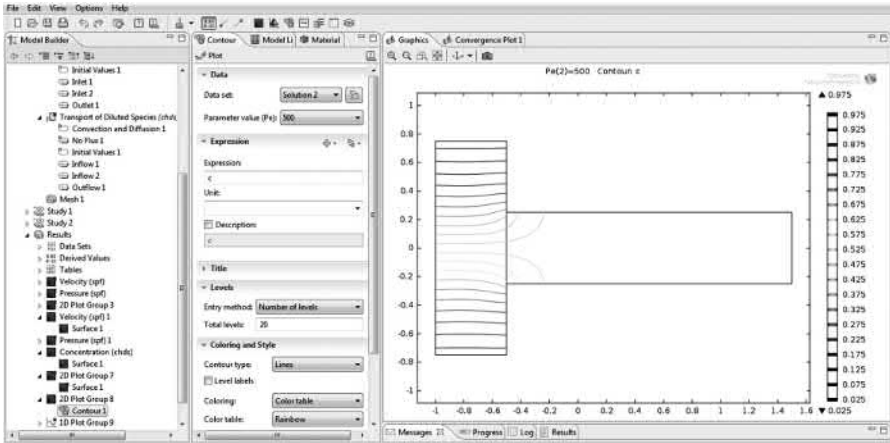 File Edit View Options Help
Model Builder
Initial Values 1
Inlet 1
Inlet 2
Outlet 1
Transport of Diluted Species (chds
Convection and Diffusion 1
No Flux 1
Initial Values 1
Inflow 1
Inflow 2
Outflow 1
Mesh 1
Study 1
Study 2
Results
Data Sets
Derived Values
Tables
Velocity (spf)
Pressure (spf)
2D Plot Group 3
Velocity (spf) 1
Surface 1
Pressure (spf) 1
Concentration (chds)
Surface 1
2D Plot Group 7
Surface 1
2D Plot Group 8
Contour 1
1D Plot Group 9
Contour Model Li Material
Plot
Data
Data set: Solution 2
Parameter value (Pe): 500
Expression
Expression:
c
Unit:
Description:
c
Title
Levels
Entry method: Number of levels
Total levels: 20
Coloring and Style
Contour type: Lines
Level labels
Coloring: Color table
Color table: Rainbow
Graphics Convergence Plot 1
Pe(2)=500 Contour: c
1
0.8
0.6
0.4
0.2
0
-0.2
-0.4
-0.6
-0.8
-1
-1 -0.8 -0.6 -0.4 -0.2 0 0.2 0.4 0.6 0.8 1 1.2 1.4 1.6
▲ 0.975
0.975
0.925
0.925
0.875
0.825
0.775
0.725
0.675
0.625
0.575
0.525
0.475
0.425
0.375
0.325
0.275
0.225
0.175
0.125
0.075
0.025
▼ 0.025
Messages Progress Log Results